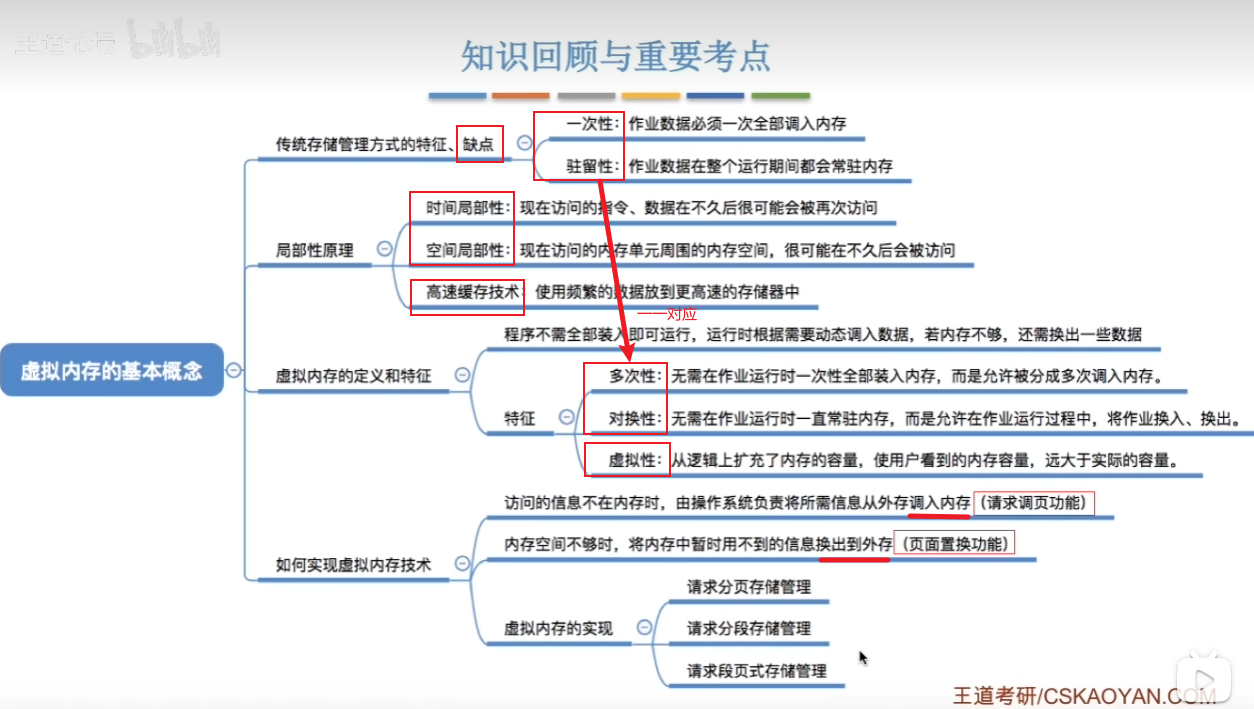 王道论坛 bilibili
知识回顾与重要考点
传统存储管理方式的特征、缺点
一次性：作业数据必须一次全部调入内存
驻留性：作业数据在整个运行期间都会常驻内存
局部性原理
时间局部性：现在访问的指令、数据在不久后很可能会被再次访问
空间局部性：现在访问的内存单元周围的内存空间，很可能在不久后会被访问
高速缓存技术：使用频繁的数据放到更高速的存储器中
一一对应
虚拟内存的基本概念
虚拟内存的定义和特征
程序不需全部装入即可运行，运行时根据需要动态调入数据，若内存不够，还需换出一些数据
特征
多次性：无需在作业运行时一次性全部装入内存，而是允许被分成多次调入内存。
对换性：无需在作业运行时一直常驻内存，而是允许在作业运行过程中，将作业换入、换出。
虚拟性：从逻辑上扩充了内存的容量，使用户看到的内存容量，远大于实际的容量。
如何实现虚拟内存技术
访问的信息不在内存时，由操作系统负责将所需信息从外存调入内存（请求调页功能）
内存空间不够时，将内存中暂时用不到的信息换出到外存（页面置换功能）
虚拟内存的实现
请求分页存储管理
请求分段存储管理
请求段页式存储管理
王道考研/CSKAOYAN.COM